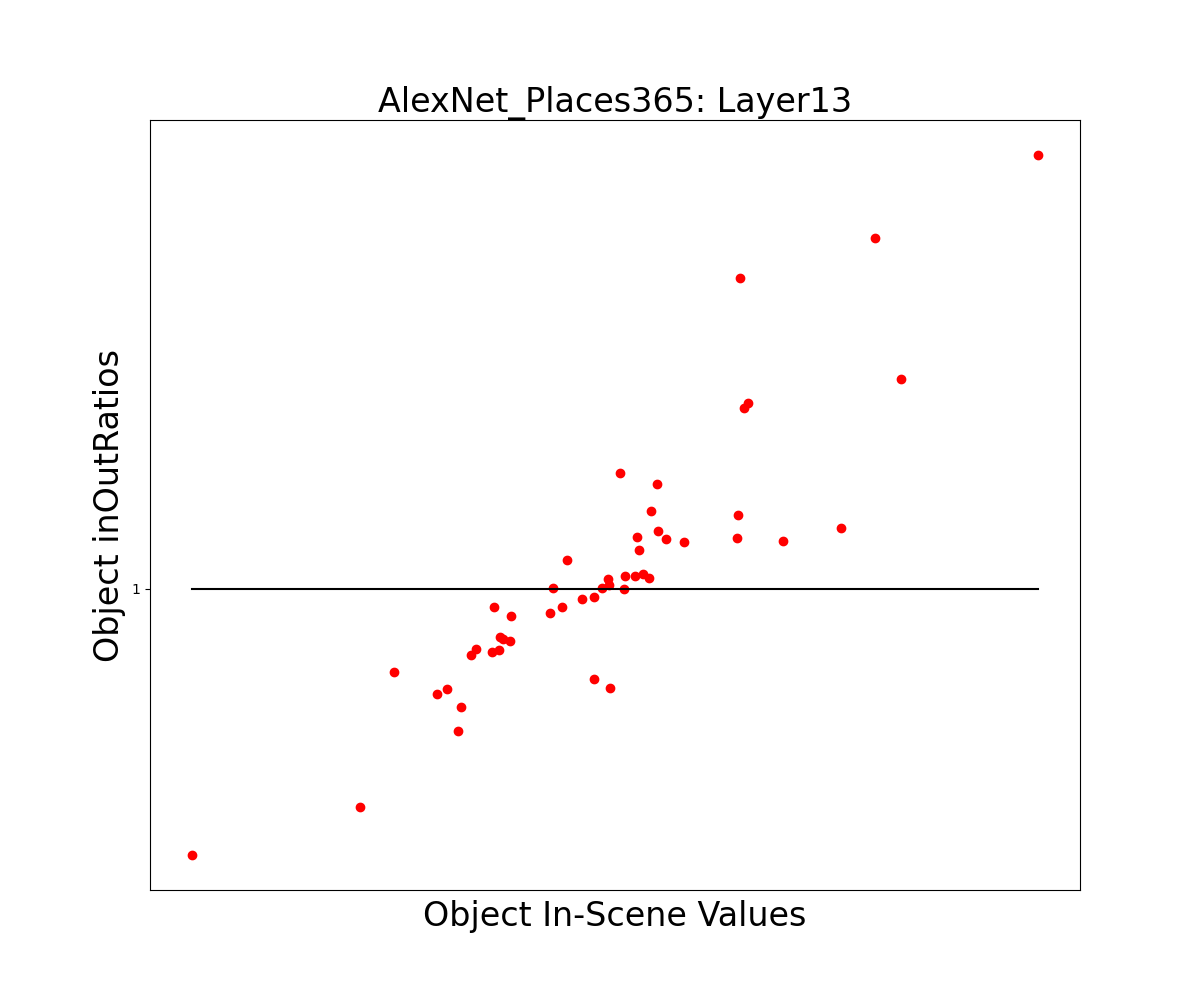 AlexNet_Places365: Layer13
Object inOutRatios
1
Object In-Scene Values